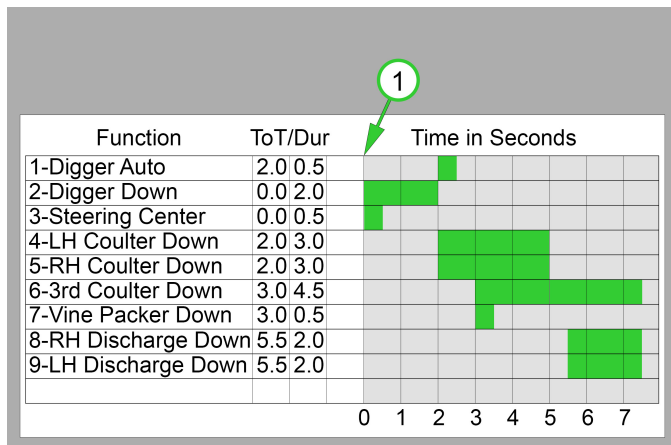 1
Function ToT/Dur Time in Seconds
1-Digger Auto 2.0 0.5
2-Digger Down 0.0 2.0
3-Steering Center 0.0 0.5
4-LH Coulter Down 2.0 3.0
5-RH Coulter Down 2.0 3.0
6-3rd Coulter Down 3.0 4.5
7-Vine Packer Down 3.0 0.5
8-RH Discharge Down 5.5 2.0
9-LH Discharge Down 5.5 2.0
0 1 2 3 4 5 6 7